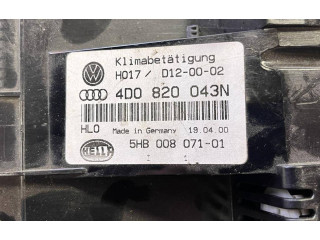 Klimabetätigung
H017/ D12-00-02
4D0 820 043N
HLO Made in Germany 19.04.00
HELLA 5HB 008 071-01